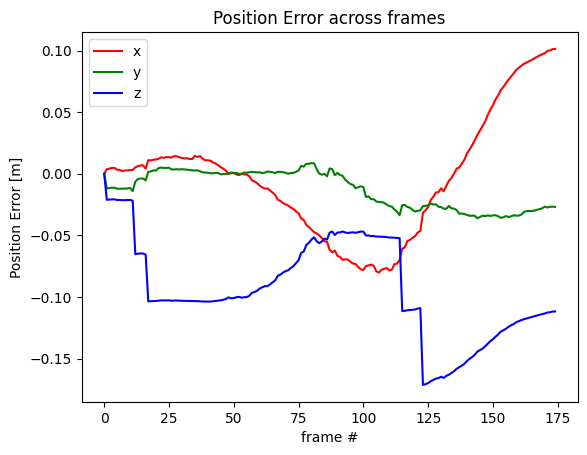 Position Error across frames
x
y
z
Position Error [m]
0.10
0.05
0.00
−0.05
−0.10
−0.15
0 25 50 75 100 125 150 175
frame #